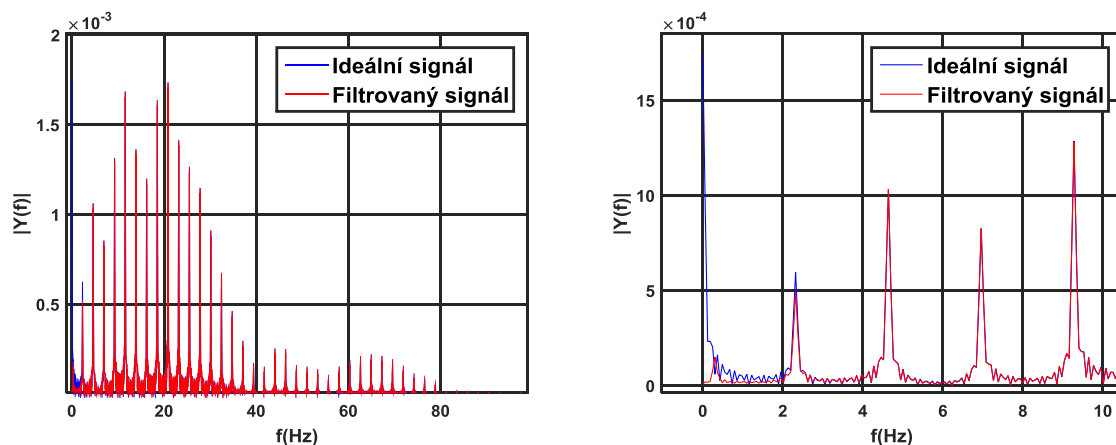 ×10⁻³
2
1.5
1
0.5
|Y(f)|
0 20 40 60 80
f(Hz)
Ideální signál
Filtrovaný signál
×10⁻⁴
15
10
5
0
|Y(f)|
0 2 4 6 8 10
f(Hz)
Ideální signál
Filtrovaný signál